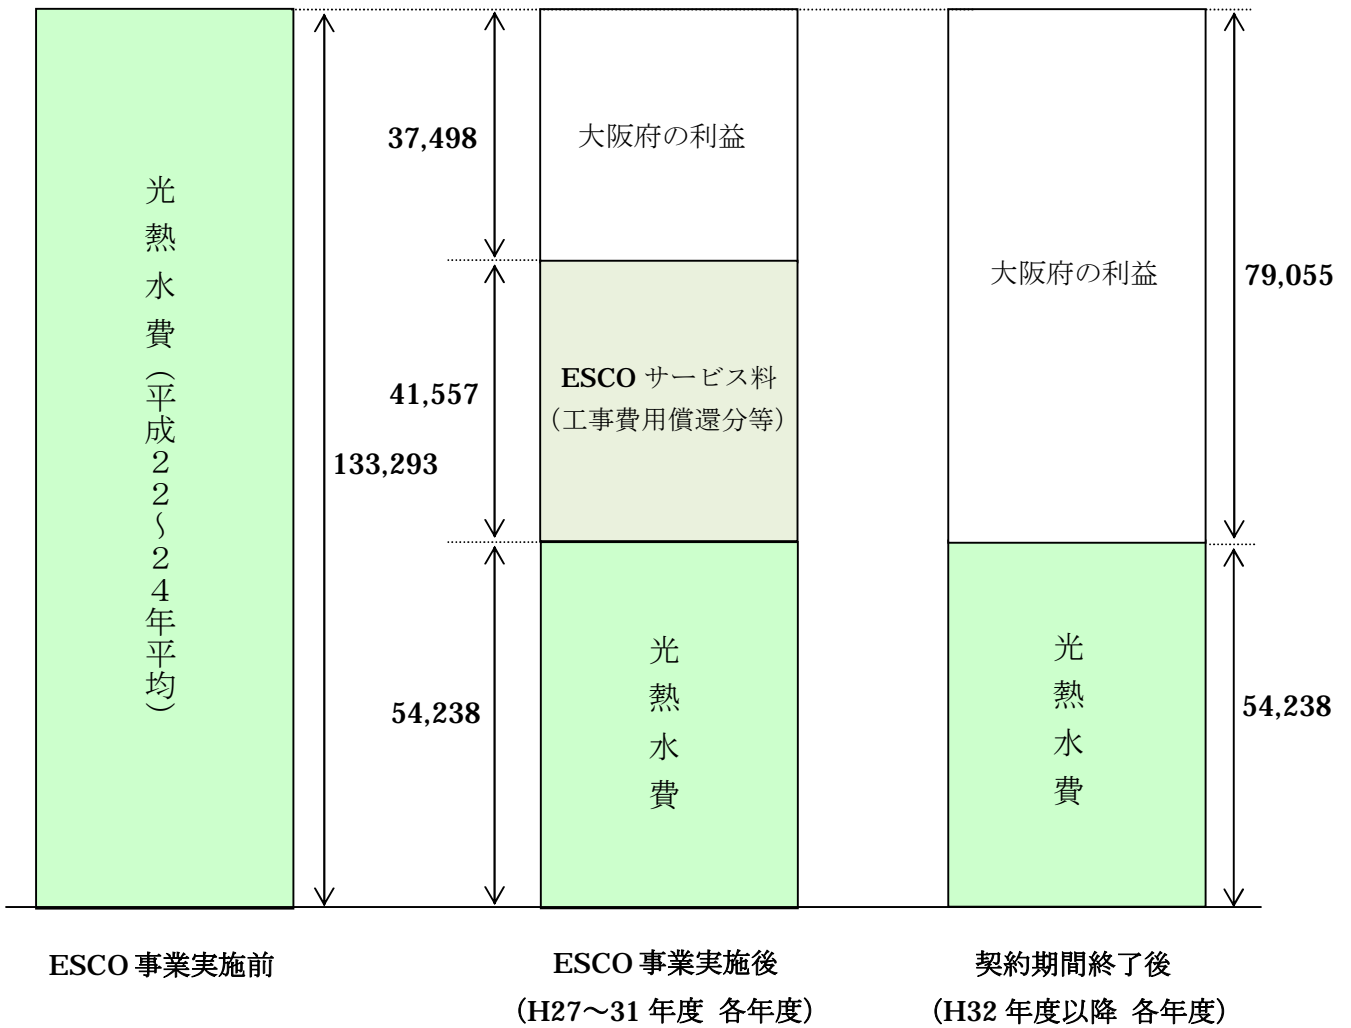 光熱水費（平成２２～２４年平均）
133,293
37,498
大阪府の利益
41,557
ESCO サービス料
（工事費用償還分等）
54,238
光熱水費
大阪府の利益
79,055
光熱水費
54,238
ESCO 事業実施前
ESCO 事業実施後
（H27～31 年度 各年度）
契約期間終了後
（H32 年度以降 各年度）